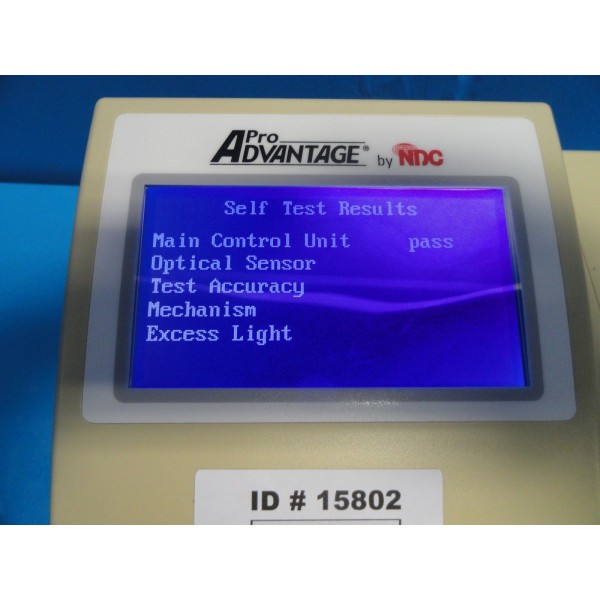 Pro
ADVANTAGE® by NDC
Self Test Results
Main Control Unit pass
Optical Sensor
Test Accuracy
Mechanism
Excess Light
ID # 15802